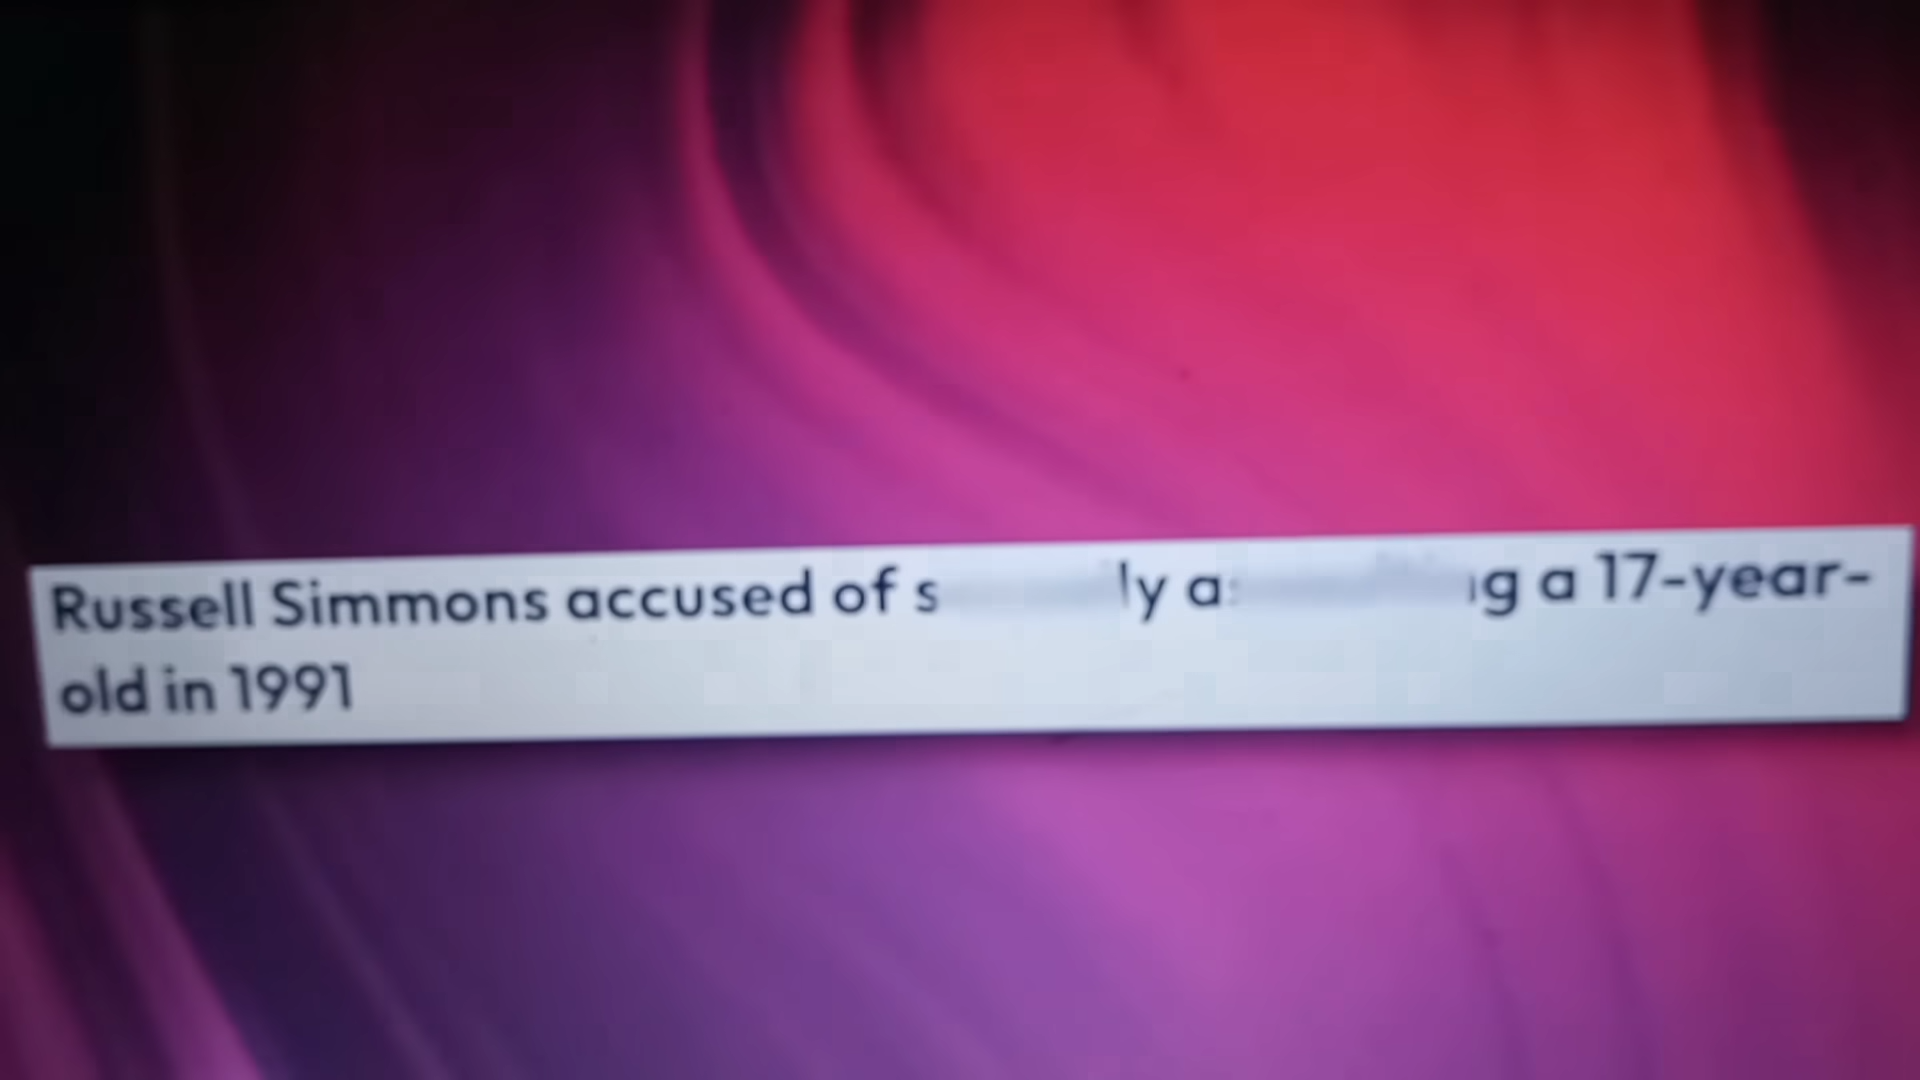 Russell Simmons accused of a 17-year-
old in 1991